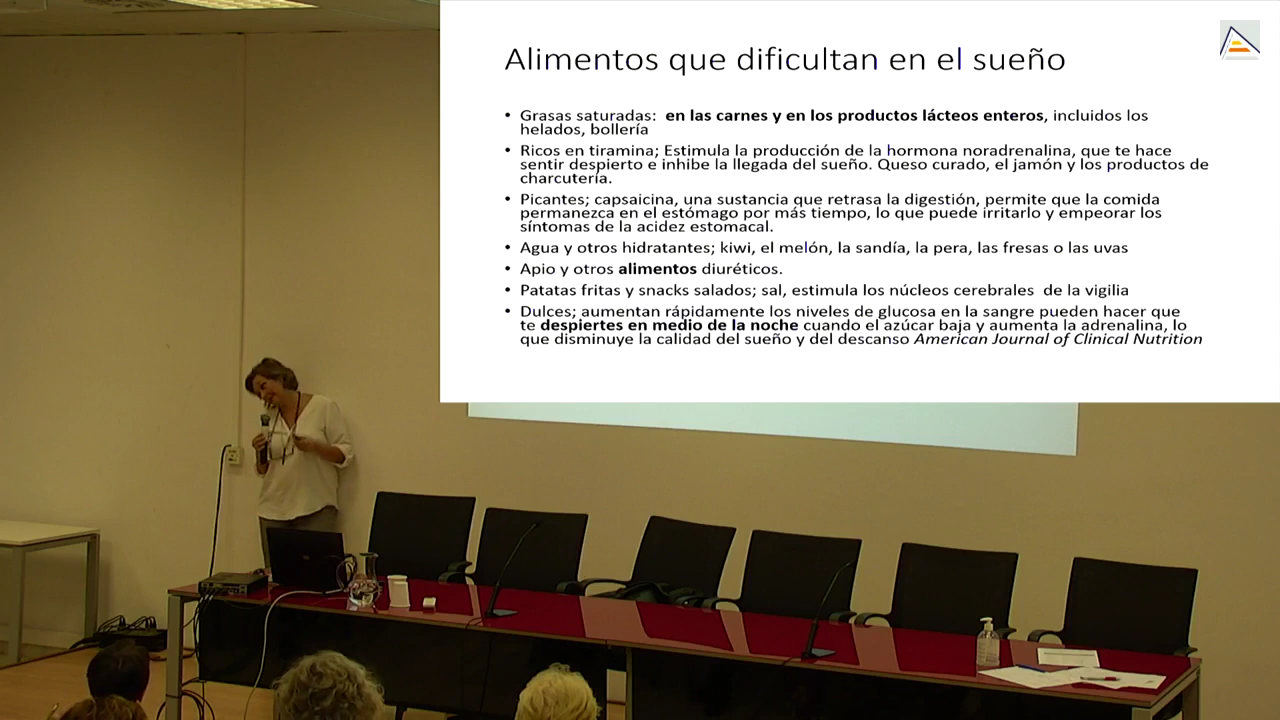 Alimentos que dificultan en el sueño
• Grasas saturadas: en las carnes y en los productos lácteos enteros, incluidos los
helados, bollería
• Ricos en tiramina; Estimula la producción de la hormona noradrenalina, que te hace
sentir despierto e inhibe la llegada del sueño. Queso curado, el jamón y los productos de
charcutería.
• Picantes; capsaicina, una sustancia que retrasa la digestión, permite que la comida
permanezca en el estómago por más tiempo, lo que puede irritarlo y empeorar los
síntomas de la acidez estomacal.
• Agua y otros hidratantes; kiwi, el melón, la sandía, la pera, las fresas o las uvas
• Apio y otros alimentos diuréticos.
• Patatas fritas y snacks salados; sal, estimula los núcleos cerebrales de la vigilia
• Dulces; aumentan rápidamente los niveles de glucosa en la sangre pueden hacer que
te despiertes en medio de la noche cuando el azúcar baja y aumenta la adrenalina, lo
que disminuye la calidad del sueño y del descanso American Journal of Clinical Nutrition